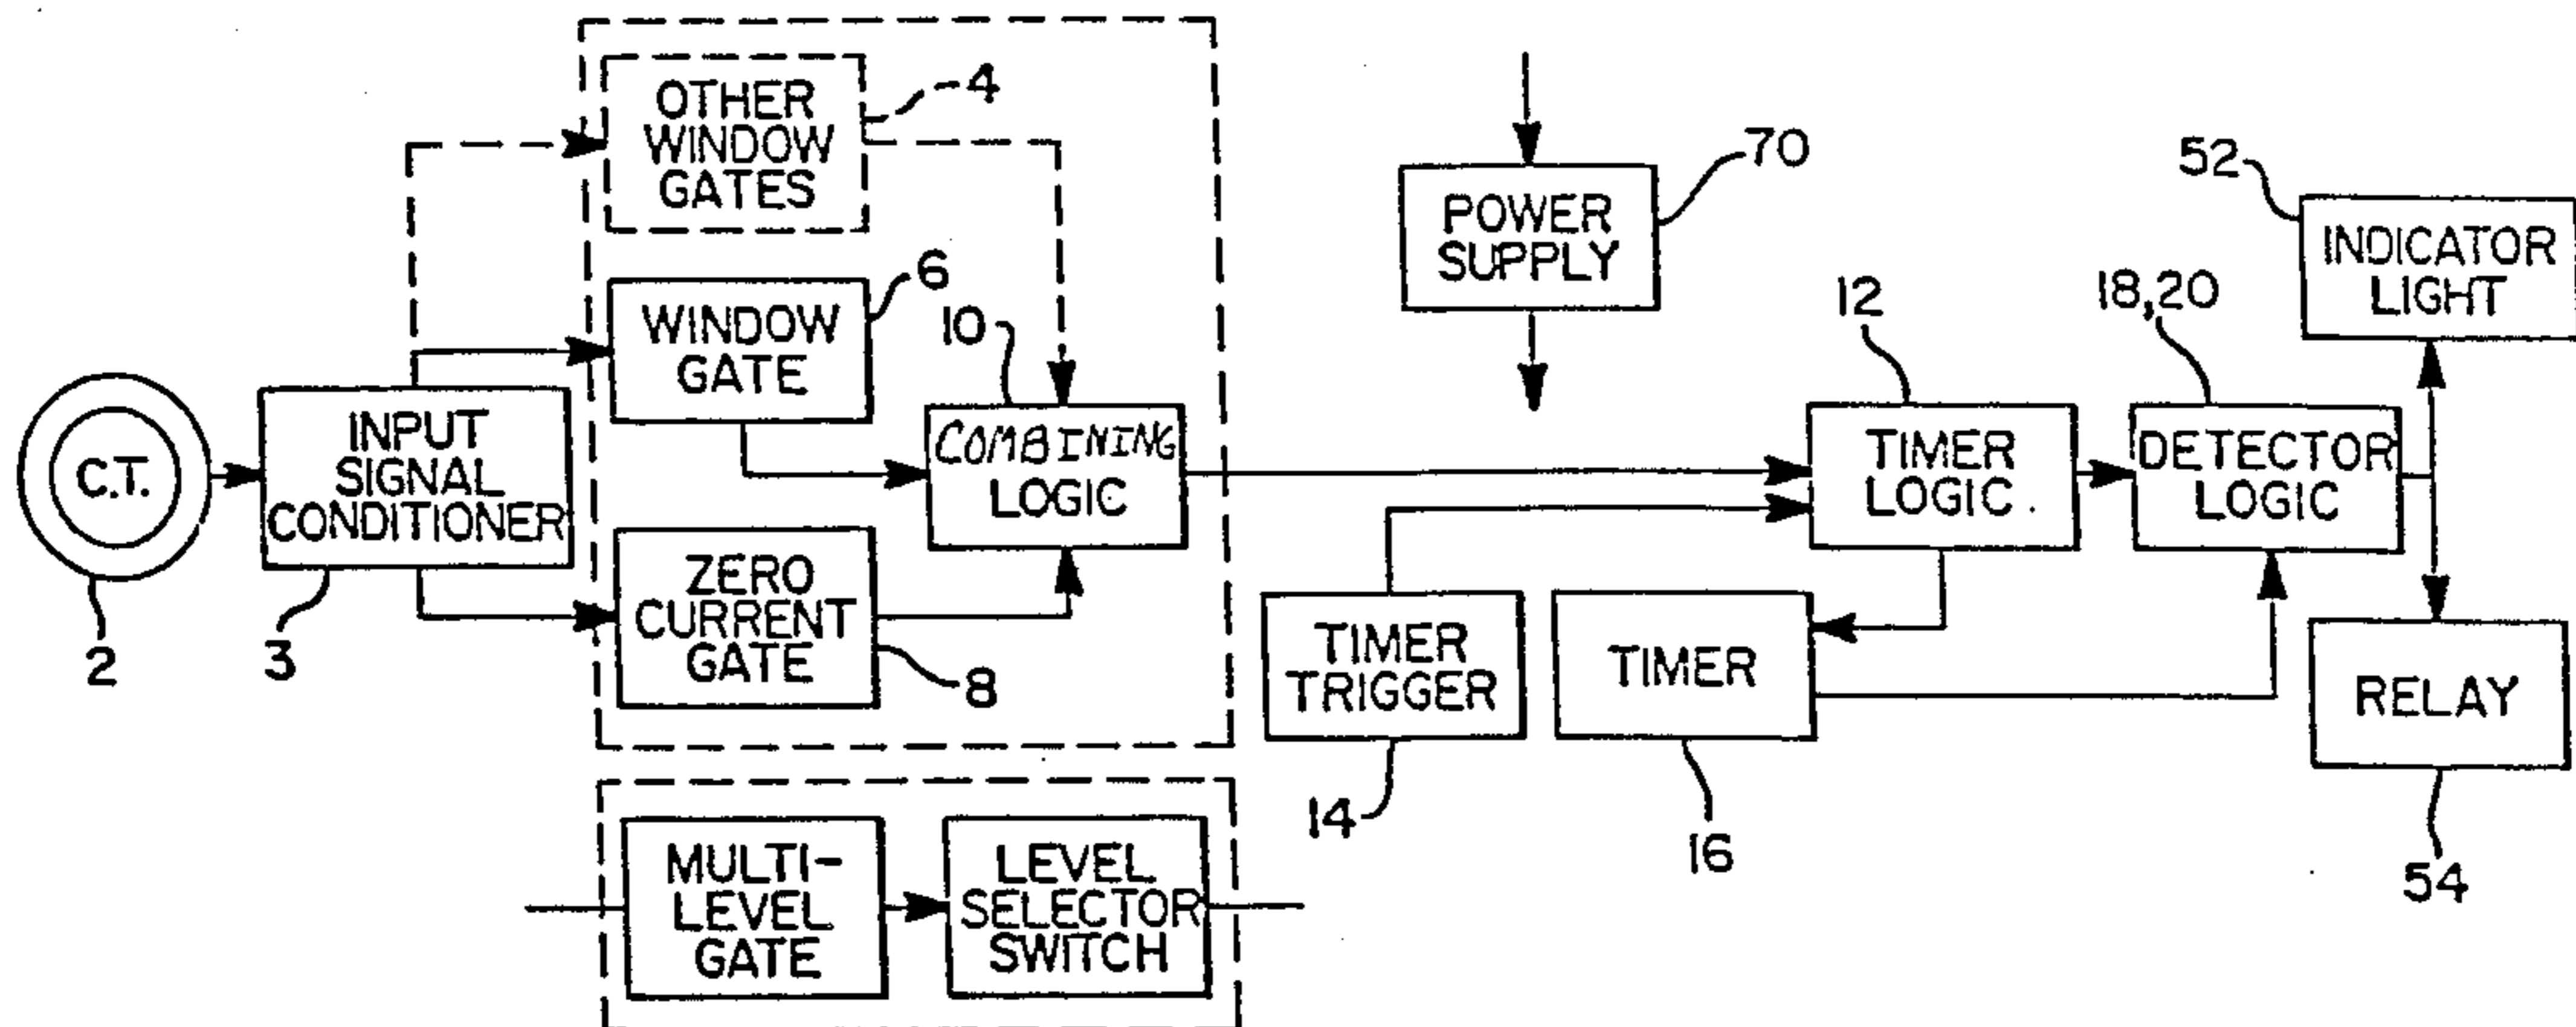 OTHER
WINDOW
GATES
4
POWER
SUPPLY
70
52
INDICATOR
LIGHT
WINDOW
GATE
6
10
12
18,20
C.T.
2
INPUT
SIGNAL
CONDITIONER
3
COMBINING
LOGIC
TIMER
LOGIC
DETECTOR
LOGIC
ZERO
CURRENT
GATE
8
TIMER
TRIGGER
14
TIMER
16
RELAY
54
MULTI-
LEVEL
GATE
LEVEL
SELECTOR
SWITCH